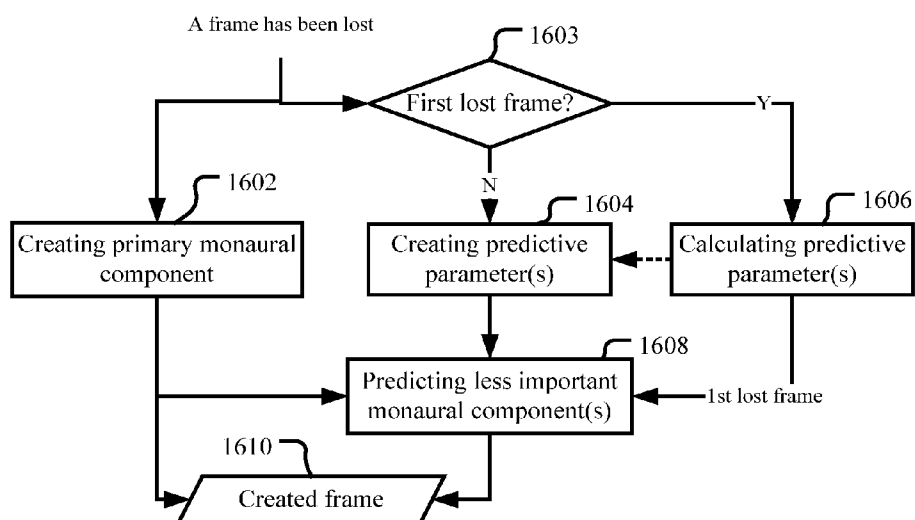 A frame has been lost
1603
First lost frame?
Y
N
1602
Creating primary monaural
component
1604
Creating predictive
parameter(s)
1606
Calculating predictive
parameter(s)
1608
Predicting less important
monaural component(s)
1st lost frame
1610
Created frame